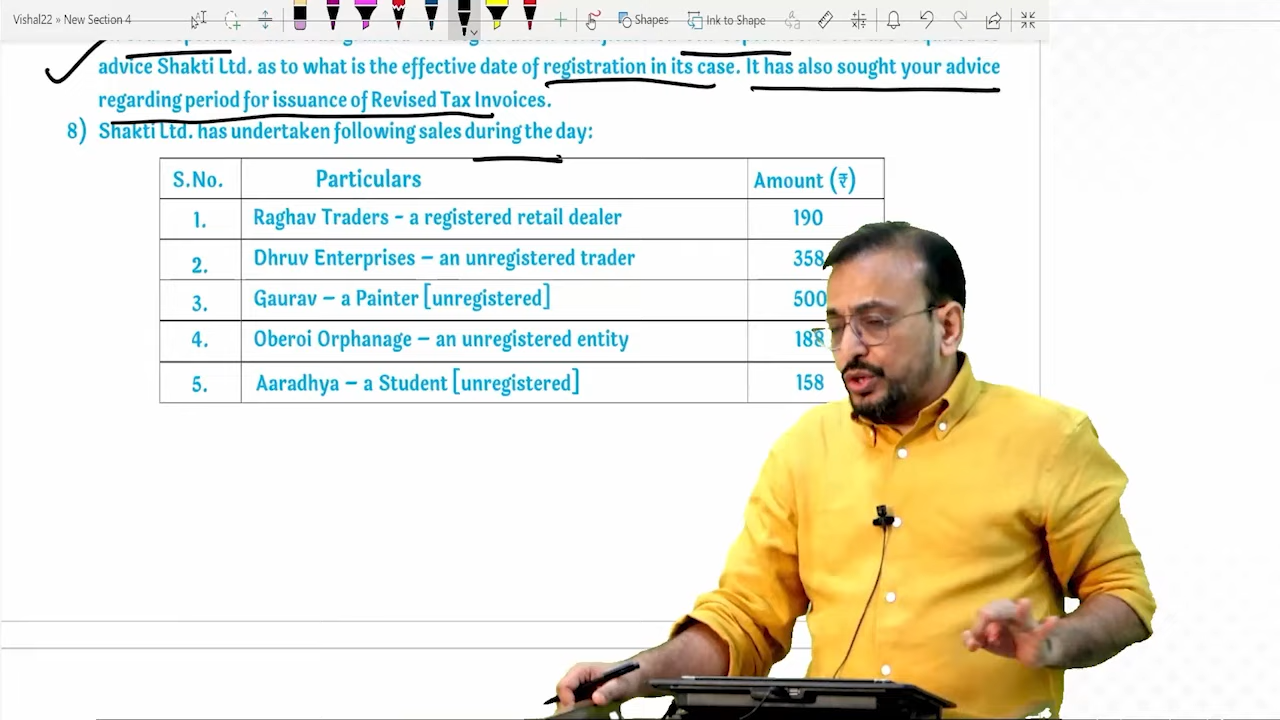 Vishal22 » New Section 4
Shapes
Ink to Shape
advice Shakti Ltd. as to what is the effective date of registration in its case. It has also sought your advice
regarding period for issuance of Revised Tax Invoices.
8) Shakti Ltd. has undertaken following sales during the day:
S.No. Particulars Amount (₹)
1. Raghav Traders - a registered retail dealer 190
2. Dhruv Enterprises – an unregistered trader 358
3. Gaurav – a Painter [unregistered] 500
4. Oberoi Orphanage – an unregistered entity 188
5. Aaradhya – a Student [unregistered] 158